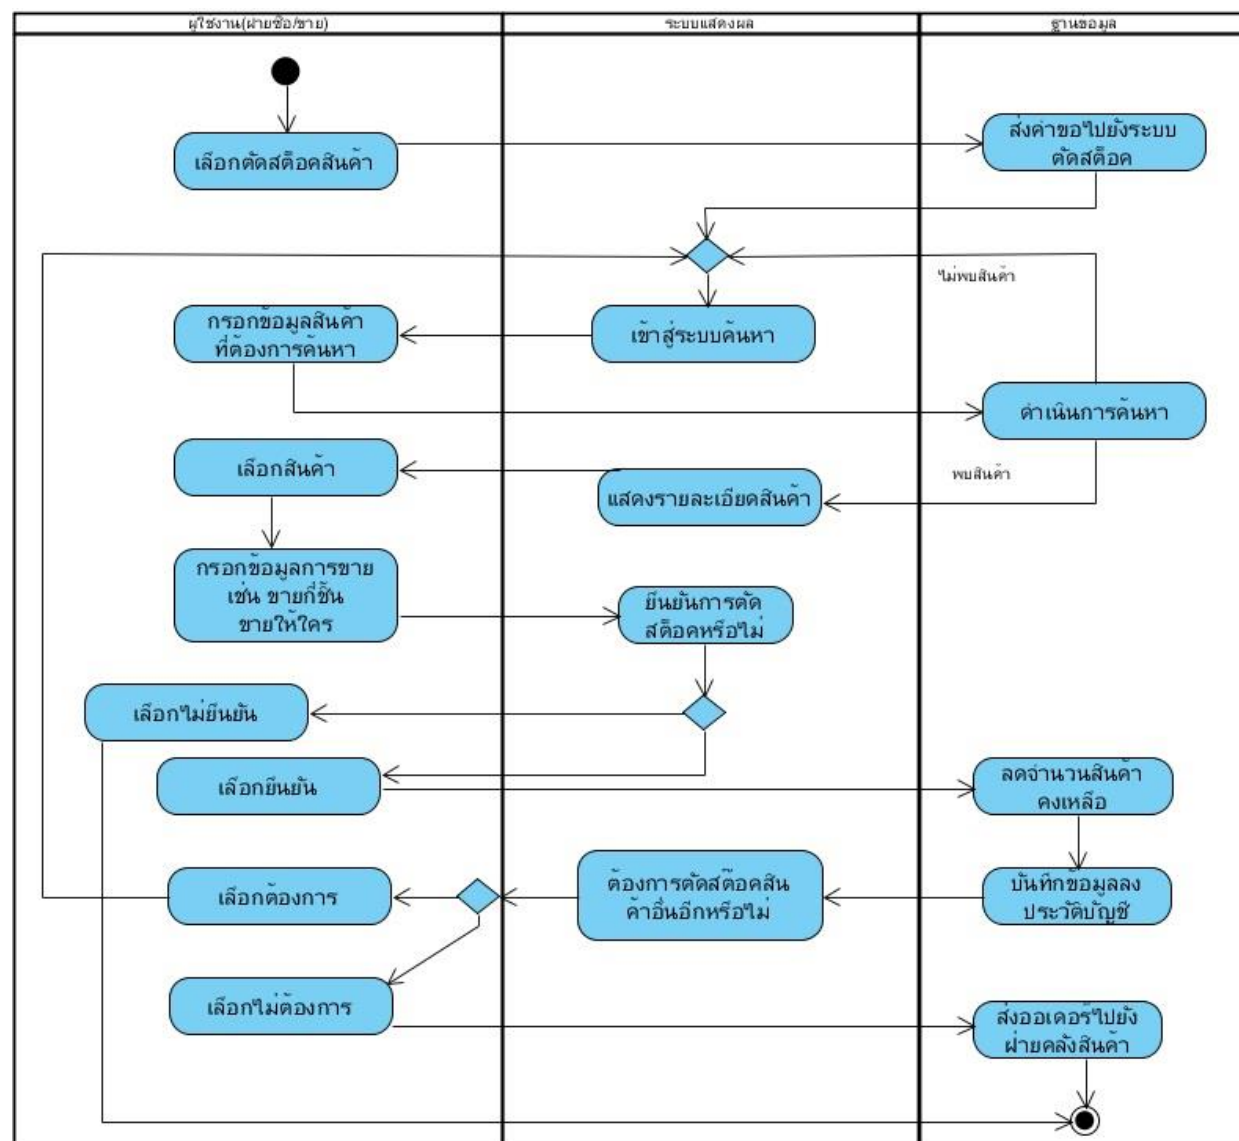 ผู้ใช้งาน(ฝ่ายซื้อ/ขาย)
ระบบแสดงผล
ฐานข้อมูล
เลือกตัดสต็อคสินค้า
ส่งคำขอไปยังระบบ
ตัดสต็อค
ไม่พบสินค้า
กรอกข้อมูลสินค้า
ที่ต้องการค้นหา
เข้าสู่ระบบค้นหา
ดำเนินการค้นหา
เลือกสินค้า
แสดงรายละเอียดสินค้า
พบสินค้า
กรอกข้อมูลการขาย
เช่น ขายกี่ชิ้น
ขายให้ใคร
ยืนยันการตัด
สต็อคหรือไม่
เลือกไม่ยืนยัน
เลือกยืนยัน
ลดจำนวนสินค้า
คงเหลือ
เลือกต้องการ
ต้องการตัดสต๊อคสิน
ค้าอื่นอีกหรือไม่
บันทึกข้อมูลลง
ประวัติบัญชี
เลือกไม่ต้องการ
ส่งออเดอร์ไปยัง
ฝ่ายคลังสินค้า